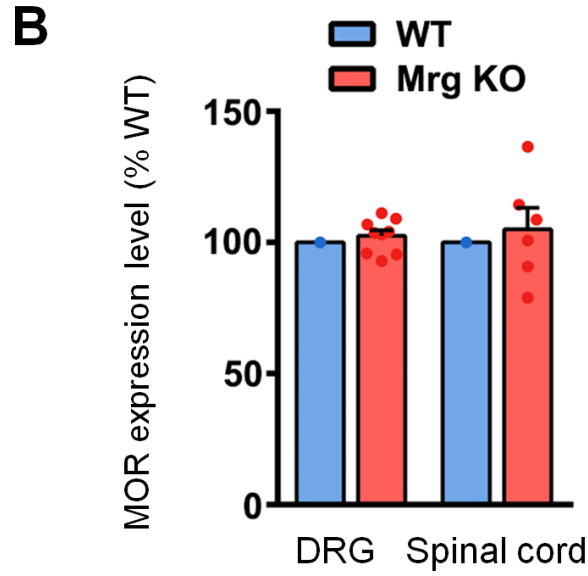 B
WT
Mrg KO
MOR expression level (% WT)
150
100
50
0
DRG
Spinal cord